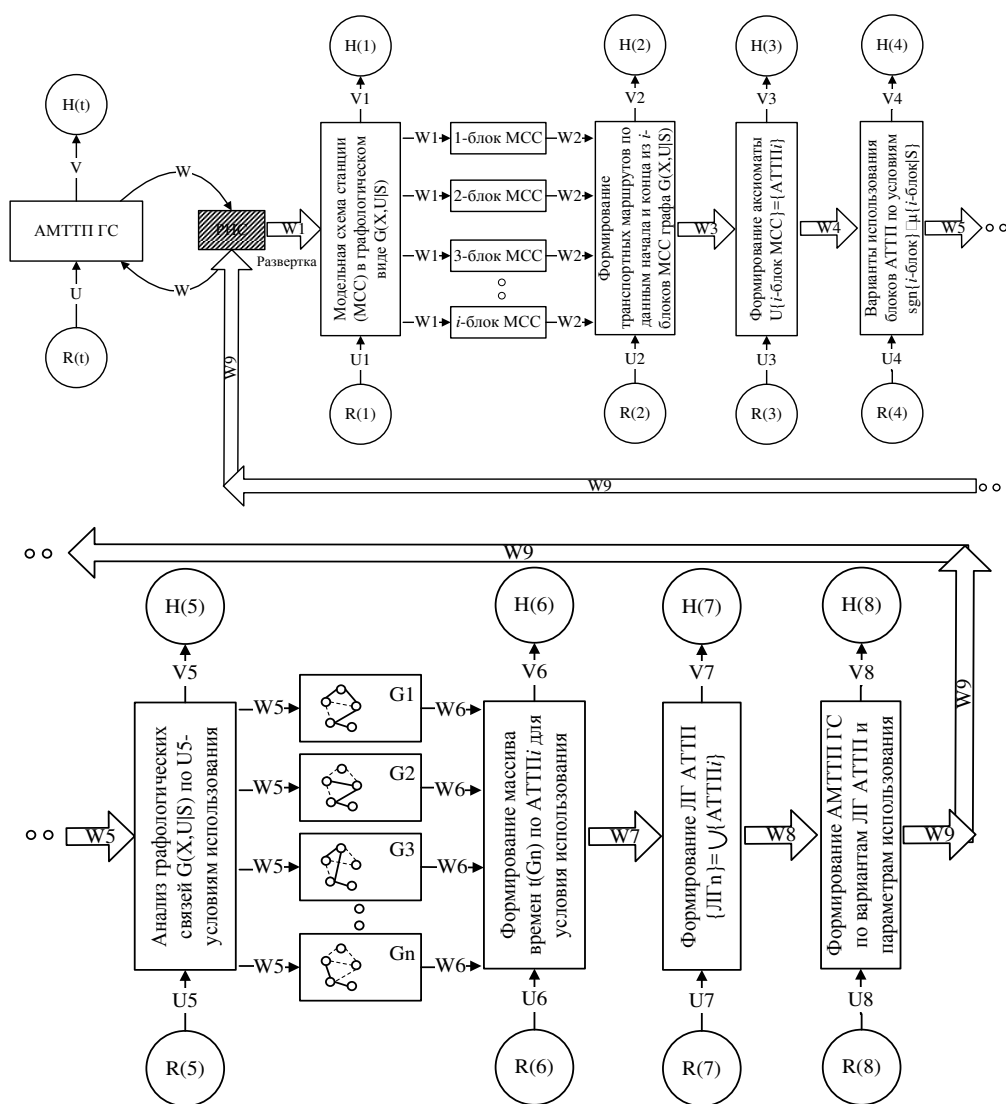 H(1)
H(2)
H(3)
H(4)
H(t)
V
W
АМТТП ГС
U
R(t)
W
РНС
Развертка
W1
W9
V1
Модельная схема станции
(МСС) в графологическом
виде G(X,U|S)
U1
R(1)
W1
1-блок МСС
W2
W1
2-блок МСС
W2
W1
3-блок МСС
W2
W1
i-блок МСС
W2
V2
Формирование
транспортных маршрутов по
данным начала и конца из i-
блоков МСС графа G(X,U|S)
U2
R(2)
W3
V3
Формирование аксиоматы
U{i-блок МСС}={АТТПi}
U3
R(3)
W4
V4
Варианты использования
блоков АТТП по условиям
sgn{i-блок}□μ{i-блок|S}
U4
R(4)
W5
W9
W9
H(5)
H(6)
H(7)
H(8)
W5
V5
Анализ графологических
связей G(X,U|S) по U5-
условиям использования
U5
R(5)
W5
G1
W6
W5
G2
W6
W5
G3
W6
W5
Gn
W6
V6
Формирование массива
времен t(Gn) по АТТПi для
условия использования
U6
R(6)
W7
V7
Формирование ЛГ АТТП
{ЛГn}=∪{АТТПi}
U7
R(7)
W8
V8
Формирование АМТТП ГС
по вариантам ЛГ АТТП и
параметрам использования
U8
R(8)
W9
W9